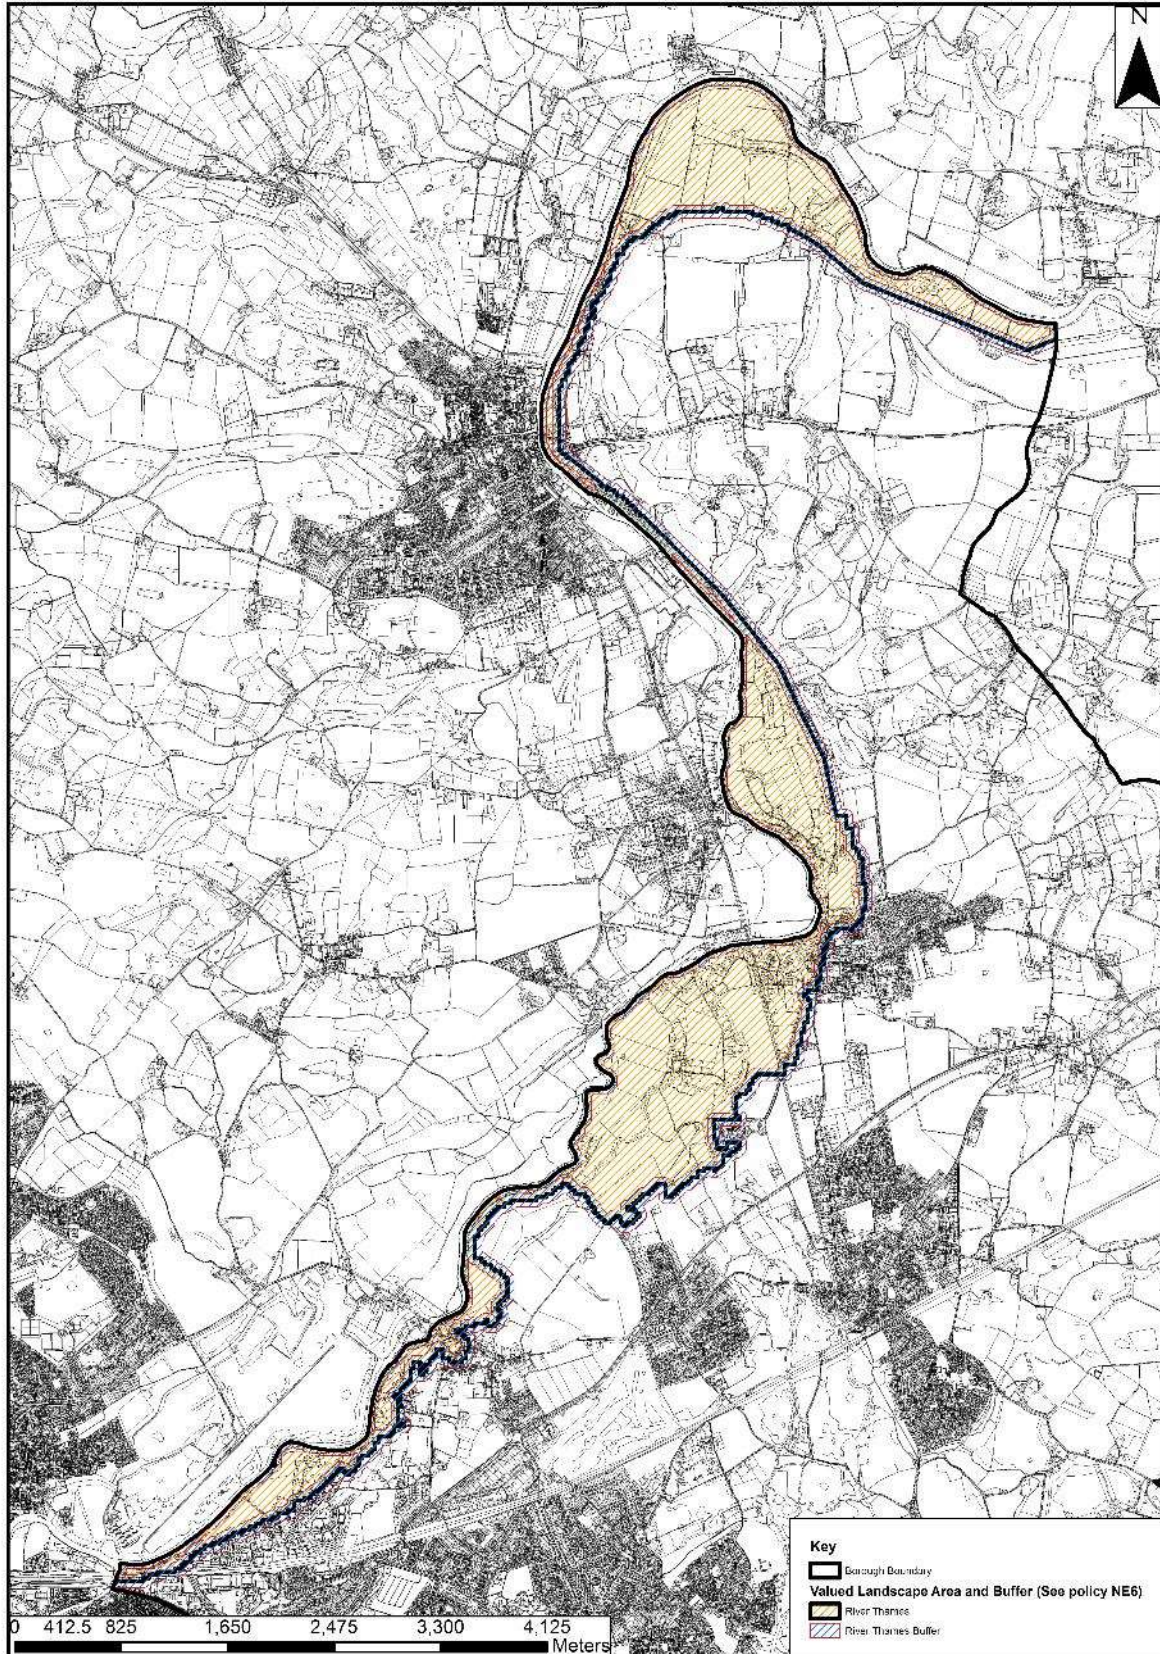 N
Key
Borough Boundary
Valued Landscape Area and Buffer (See policy NE6)
River Thames
River Thames Buffer
0 412.5 825 1,650 2,475 3,300 4,125
Meters